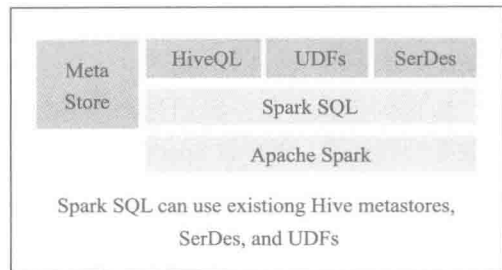 Meta
Store
HiveQL
UDFs
SerDes
Spark SQL
Apache Spark
Spark SQL can use existiong Hive metastores,
SerDes, and UDFs